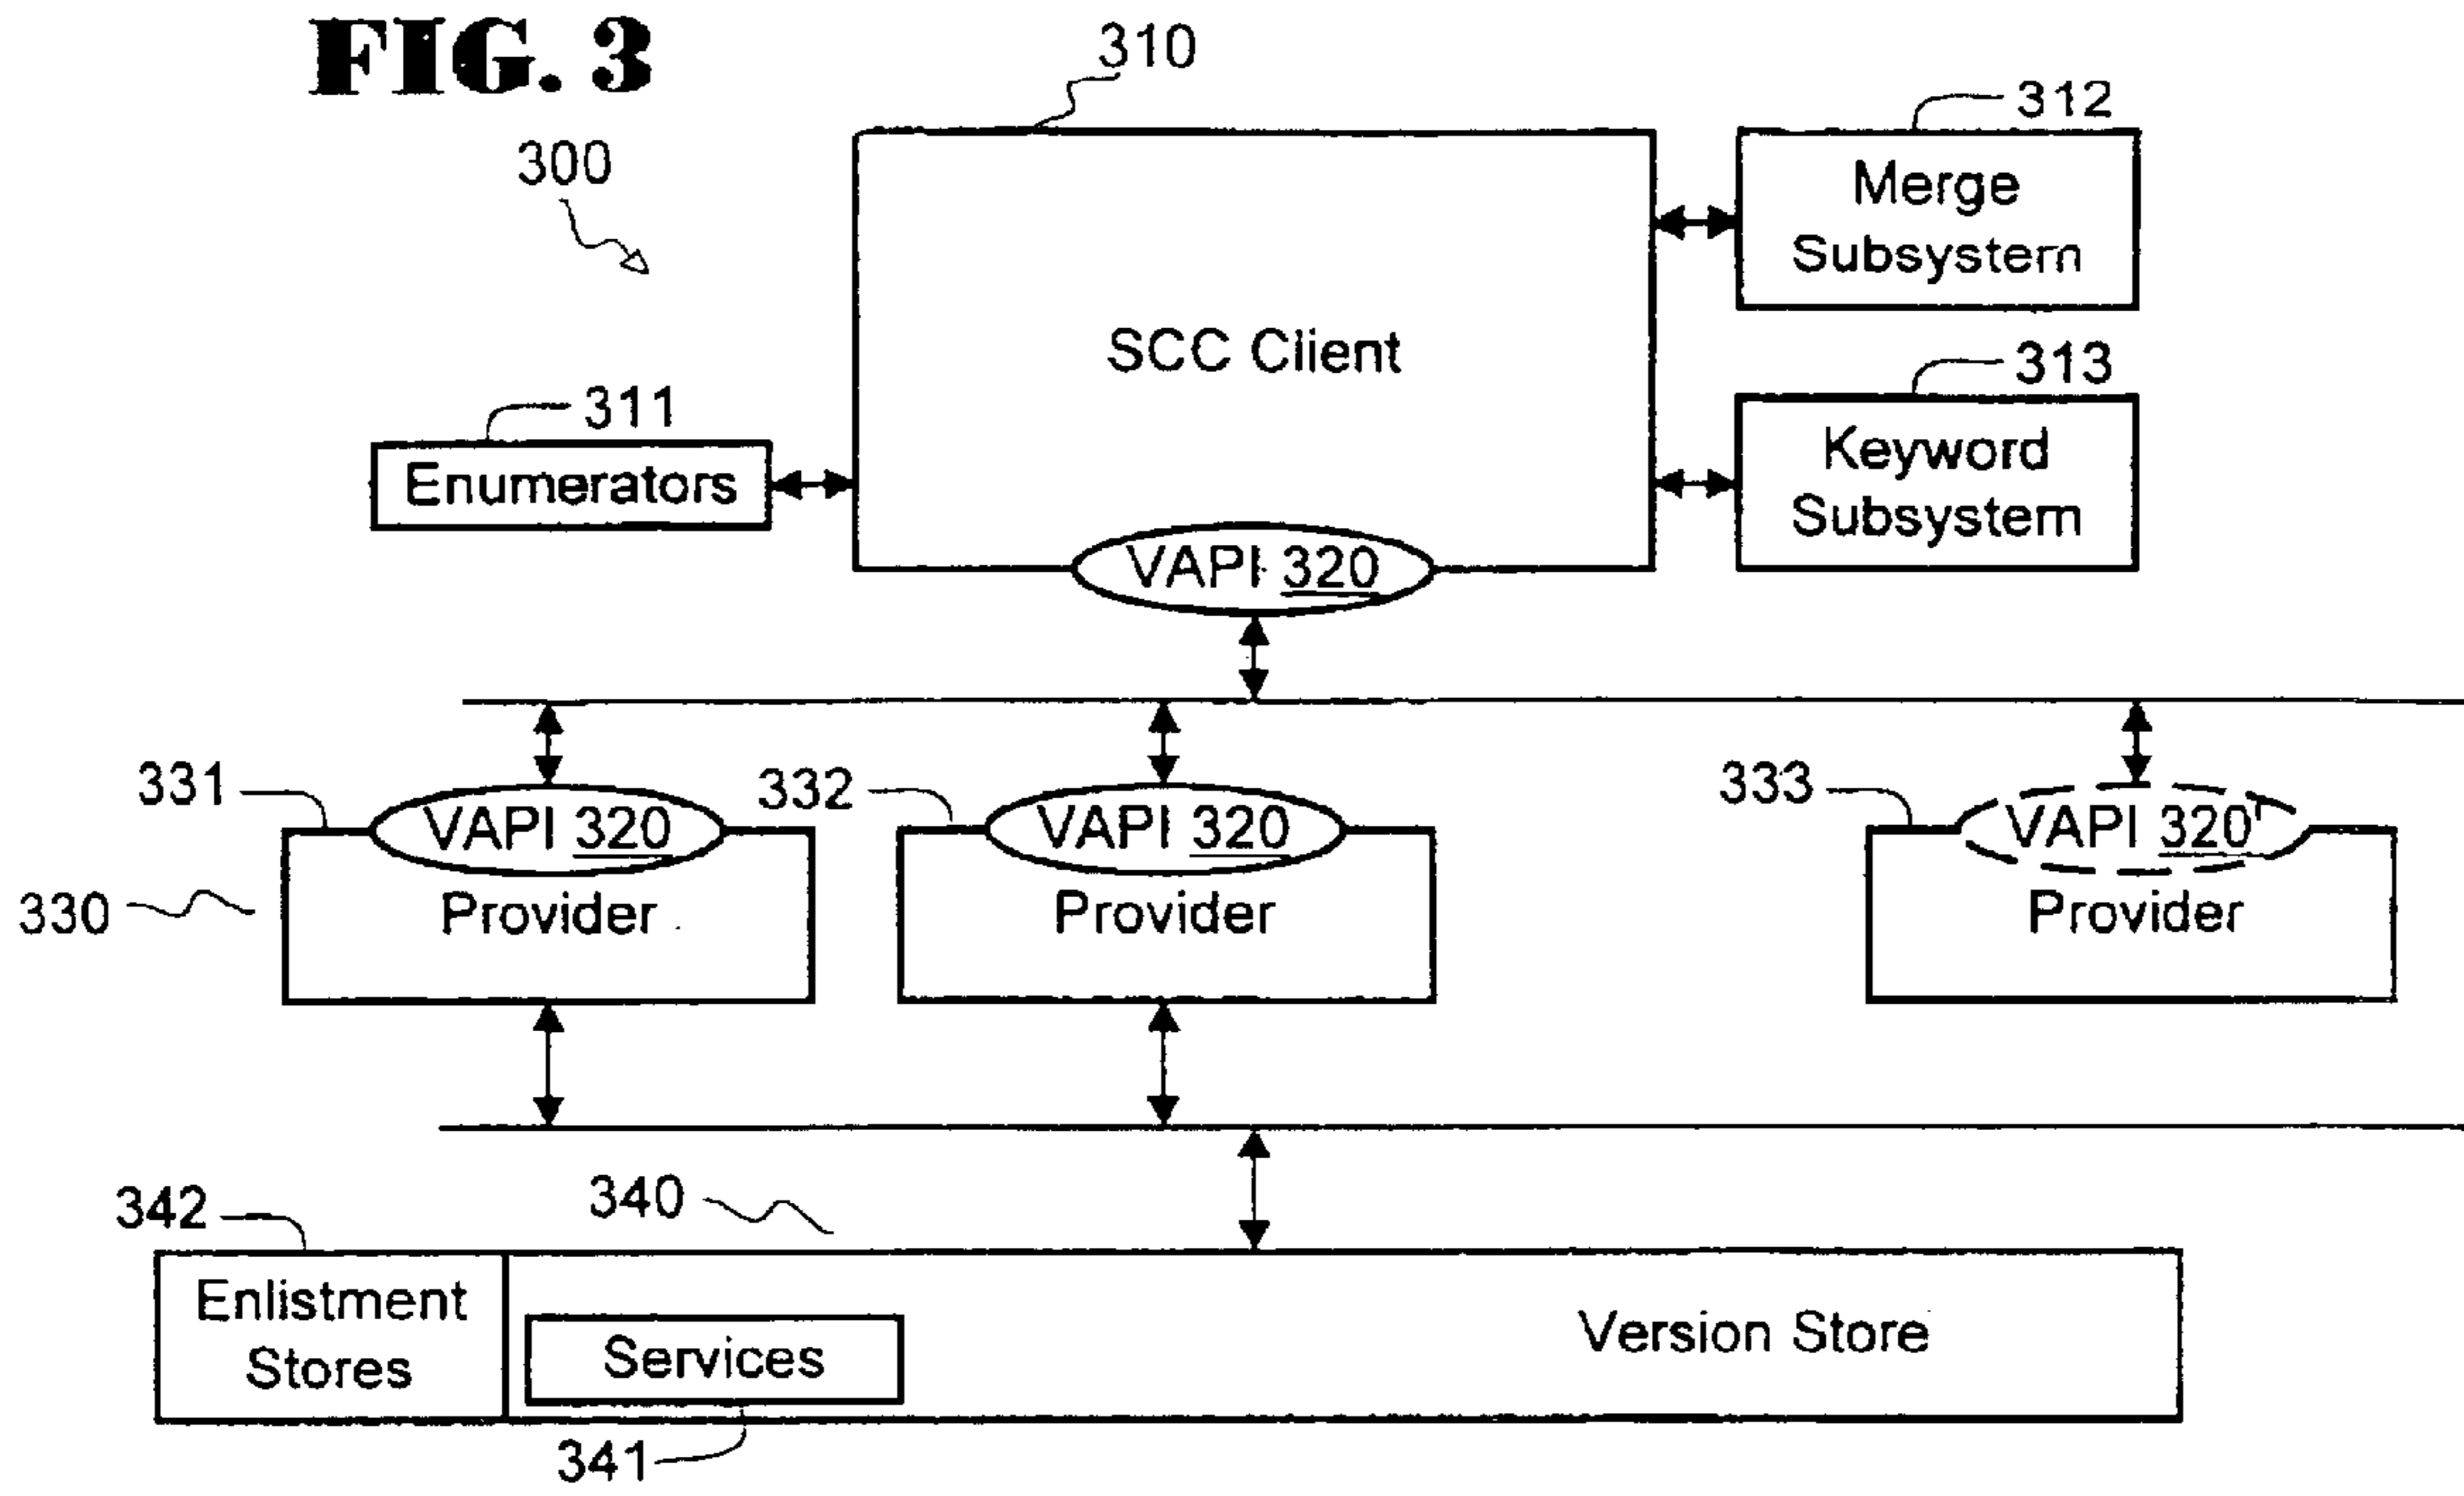 FIG. 3
310
312
300
Merge
Subsystem
SCC Client
313
311
Keyword
Subsystem
Enumerators
VAPI 320
331
332
333
VAPI 320
VAPI 320
VAPI 320'
330
Provider
Provider
Provider
342
340
Enlistment
Stores
Services
Version Store
341